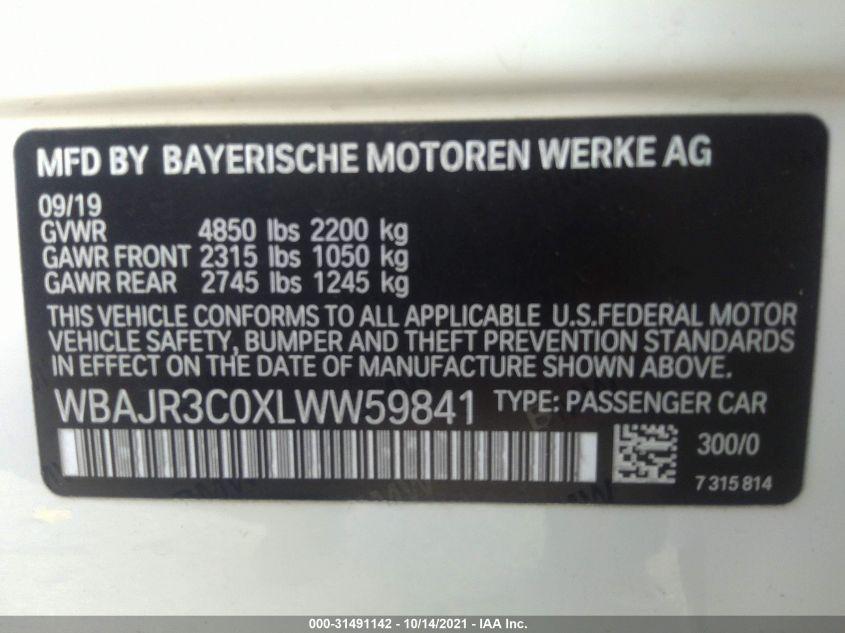 MFD BY BAYERISCHE MOTOREN WERKE AG
09/19
GVWR 4850 lbs 2200 kg
GAWR FRONT 2315 lbs 1050 kg
GAWR REAR 2745 lbs 1245 kg
THIS VEHICLE CONFORMS TO ALL APPLICABLE U.S.FEDERAL MOTOR
VEHICLE SAFETY, BUMPER AND THEFT PREVENTION STANDARDS
IN EFFECT ON THE DATE OF MANUFACTURE SHOWN ABOVE.
WBAJR3C0XLWW59841 TYPE: PASSENGER CAR
300/0
7 315 814
000-31491142 - 10/14/2021 - IAA Inc.